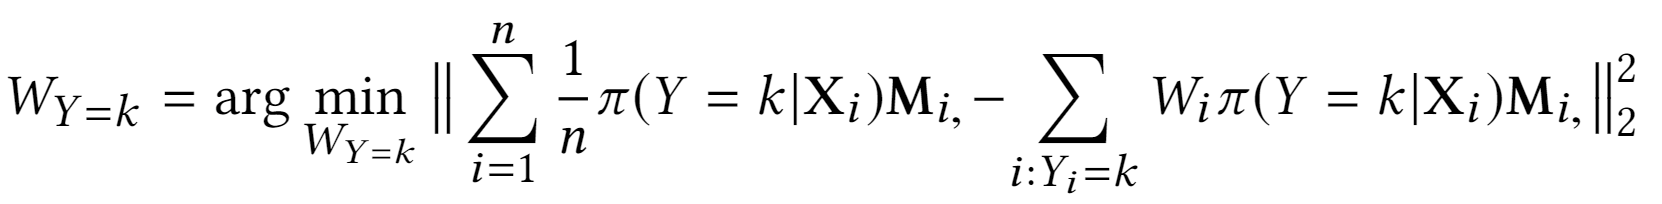 $W_{Y=k} = \arg\min_{W_{Y=k}} \| \sum_{i=1}^{n} \frac{1}{n} \pi(Y = k|\mathbf{X}_i)\mathbf{M}_{i,} - \sum_{i:Y_i=k} W_i \pi(Y = k|\mathbf{X}_i)\mathbf{M}_{i,} \|_2^2$